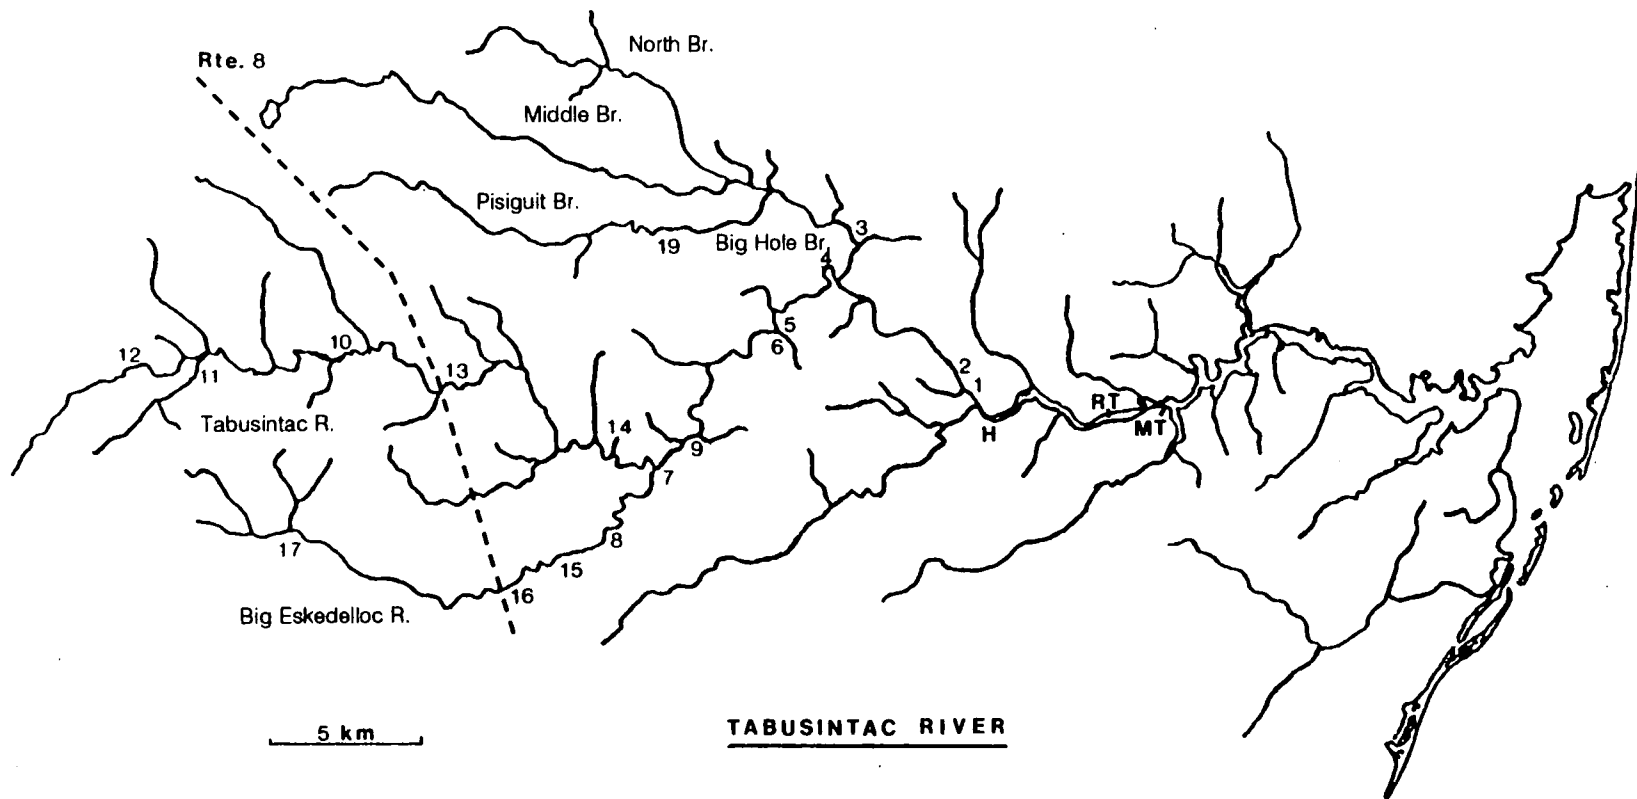 North Br.
Rte. 8
Middle Br.
Pisiguit Br.
19
Big Hole Br.
3
4
5
6
10
12
11
13
2
1
Tabusintac R.
14
RT
H
MT
9
7
17
8
15
16
Big Eskedelloc R.
5 km
TABUSINTAC RIVER